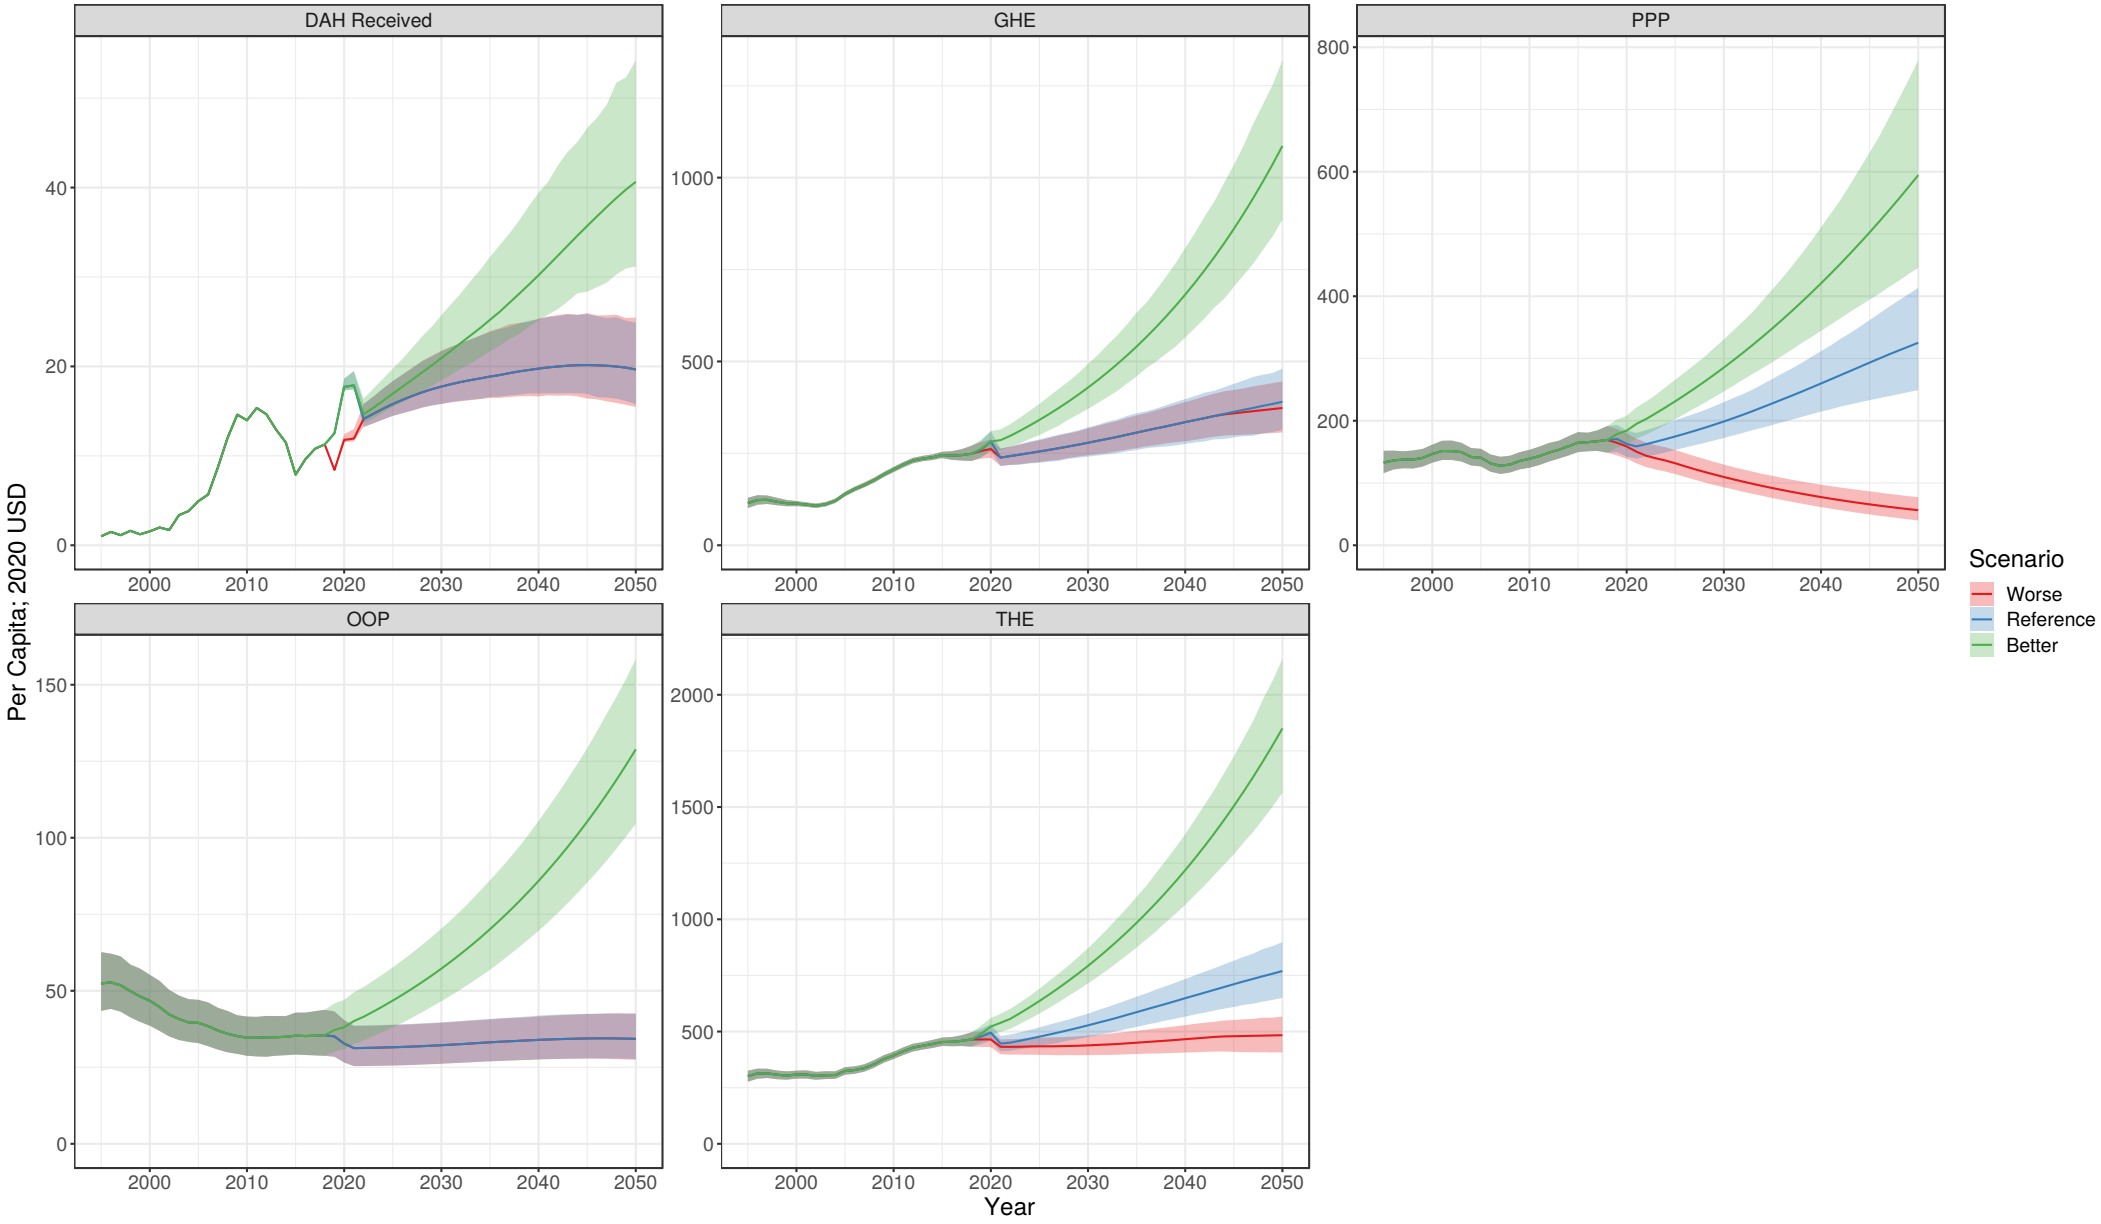 DAH Received
GHE
PPP
0
20
40
0
500
1000
0
200
400
600
800
2000 2010 2020 2030 2040 2050
2000 2010 2020 2030 2040 2050
2000 2010 2020 2030 2040 2050
OOP
THE
0
50
100
150
0
500
1000
1500
2000
2000 2010 2020 2030 2040 2050
2000 2010 2020 2030 2040 2050
Year
Per Capita; 2020 USD
Scenario
Worse
Reference
Better